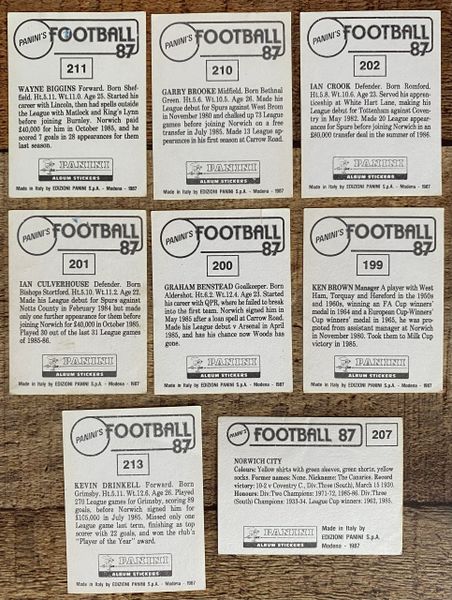 PANINI'S FOOTBALL 87
211
WAYNE BIGGINS Forward. Born Shef-
field. Ht.5.11. Wt.11.0. Age 25. Started his
career with Lincoln, then had spells outside
the League with Matlock and King's Lynn
before joining Burnley. Norwich paid
£40,000 for him in October 1985, and he
scored 7 goals in 28 appearances for them
last season.
PANINI
ALBUM STICKERS
Made in Italy by EDIZIONI PANINI S.p.A. - Modena - 1987
PANINI'S FOOTBALL 87
210
GARRY BROOKE Midfield. Born Bethnal
Green. Ht.5.6. Wt.10.5. Age 26. Made his
League debut for Spurs against West Brom
in November 1980 and chalked up 73 League
games before joining Norwich on a free
transfer in July 1985. Made 13 League ap-
pearances in his first season at Carrow Road.
PANINI
ALBUM STICKERS
Made in Italy by EDIZIONI PANINI S.p.A. - Modena - 1987
PANINI'S FOOTBALL 87
202
IAN CROOK Defender. Born Romford.
Ht.5.8. Wt.10.6. Age 23. Served his appren-
ticeship at White Hart Lane, making his
League debut for Tottenham against Coventry
in May 1982. Made 20 League appearances
for Spurs before joining Norwich in an
£80,000 transfer deal in the summer of 1986.
PANINI
ALBUM STICKERS
Made in Italy by EDIZIONI PANINI S.p.A. - Modena - 1987
PANINI'S FOOTBALL 87
201
IAN CULVERHOUSE Defender. Born
Bishops Stortford. Ht.5.10. Wt.11.2. Age 22.
Made his League debut for Spurs against
Notts County in February 1984 but made
only one further appearance for them before
joining Norwich for £40,000 in October 1985.
Played 30 out of the last 31 League games
of 1985-86.
PANINI
ALBUM STICKERS
Made in Italy by EDIZIONI PANINI S.p.A. - Modena - 1987
PANINI'S FOOTBALL 87
200
GRAHAM BENSTEAD Goalkeeper. Born
Aldershot. Ht.6.2. Wt.12.4. Age 23. Started his
career with QPR, where he failed to break
into the first team. Norwich signed him in
May 1985 after a loan spell at Carrow Road.
Made his League debut v Arsenal in April
1985, and has his chance now Woods has
gone.
PANINI
ALBUM STICKERS
Made in Italy by EDIZIONI PANINI S.p.A. - Modena - 1987
PANINI'S FOOTBALL 87
199
KEN BROWN Manager A player with West
Ham, Torquay and Hereford in the 1950s
and 1960s, winning an FA Cup winners'
medal in 1964 and a European Cup-Winners'
Cup winners' medal in 1965, he was pro-
moted from assistant manager at Norwich in
November 1980. Took them to Milk Cup
victory in 1985.
PANINI
ALBUM STICKERS
Made in Italy by EDIZIONI PANINI S.p.A. - Modena - 1987
PANINI'S FOOTBALL 87
213
KEVIN DRINKELL Forward. Born
Grimsby. Ht.5.11. Wt.12.6. Age 26. Played
270 League games for Grimsby, scoring 89
goals, before Norwich signed him for
£105,000 in July 1985. Missed only one
League game last term, finishing as top
scorer with 22 goals, and won the club's
"Player of the Year" award.
PANINI
ALBUM STICKERS
Made in Italy by EDIZIONI PANINI S.p.A. - Modena - 1987
PANINI'S FOOTBALL 87 207
NORWICH CITY
Colours: Yellow shirts with green sleeves, green shorts, yellow
socks. Former names: None. Nickname: The Canaries. Record
victory: 10-2 v Coventry C., Div.Three (South), March 15 1930.
Honours: Div.Two Champions: 1971-72, 1985-86. Div.Three
(South) Champions: 1933-34. League Cup winners: 1962, 1985.
PANINI
ALBUM STICKERS
Made in Italy by
EDIZIONI PANINI S.p.A.
Modena - 1987